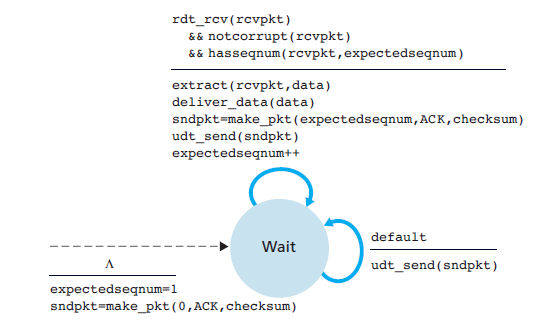 rdt_rcv(rcvpkt)
&& notcorrupt(rcvpkt)
&& hasseqnum(rcvpkt,expectedseqnum)
extract(rcvpkt,data)
deliver_data(data)
sndpkt=make_pkt(expectedseqnum,ACK,checksum)
udt_send(sndpkt)
expectedseqnum++
Wait
default
udt_send(sndpkt)
Λ
expectedseqnum=1
sndpkt=make_pkt(0,ACK,checksum)